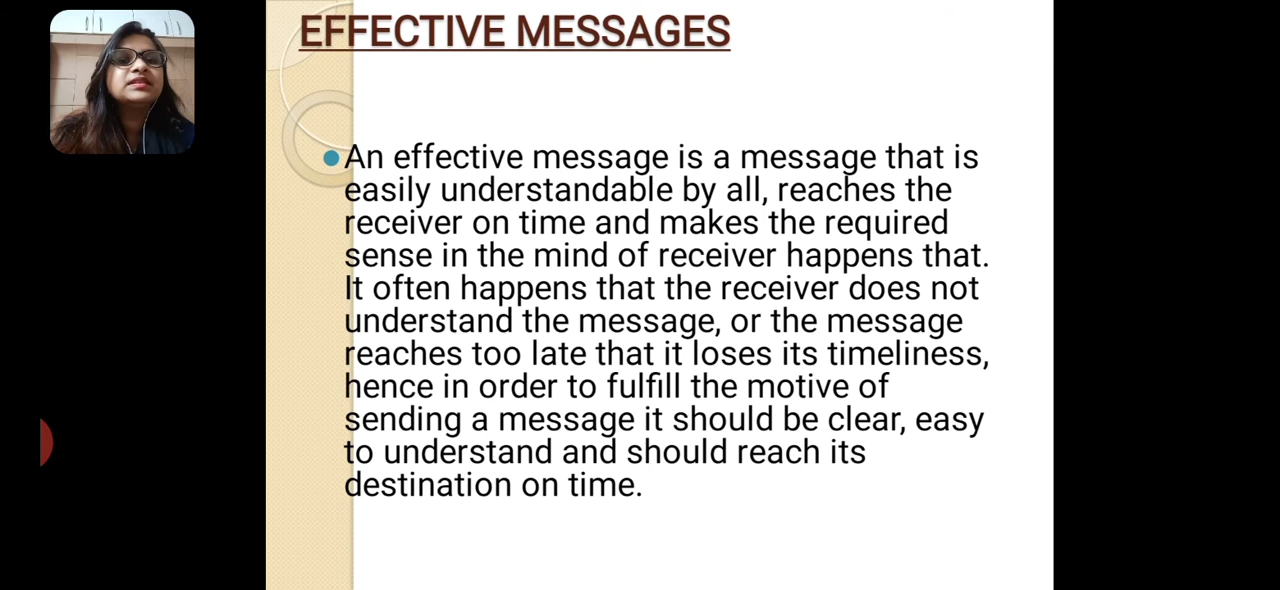 EFFECTIVE MESSAGES
An effective message is a message that is
easily understandable by all, reaches the
receiver on time and makes the required
sense in the mind of receiver happens that.
It often happens that the receiver does not
understand the message, or the message
reaches too late that it loses its timeliness,
hence in order to fulfill the motive of
sending a message it should be clear, easy
to understand and should reach its
destination on time.